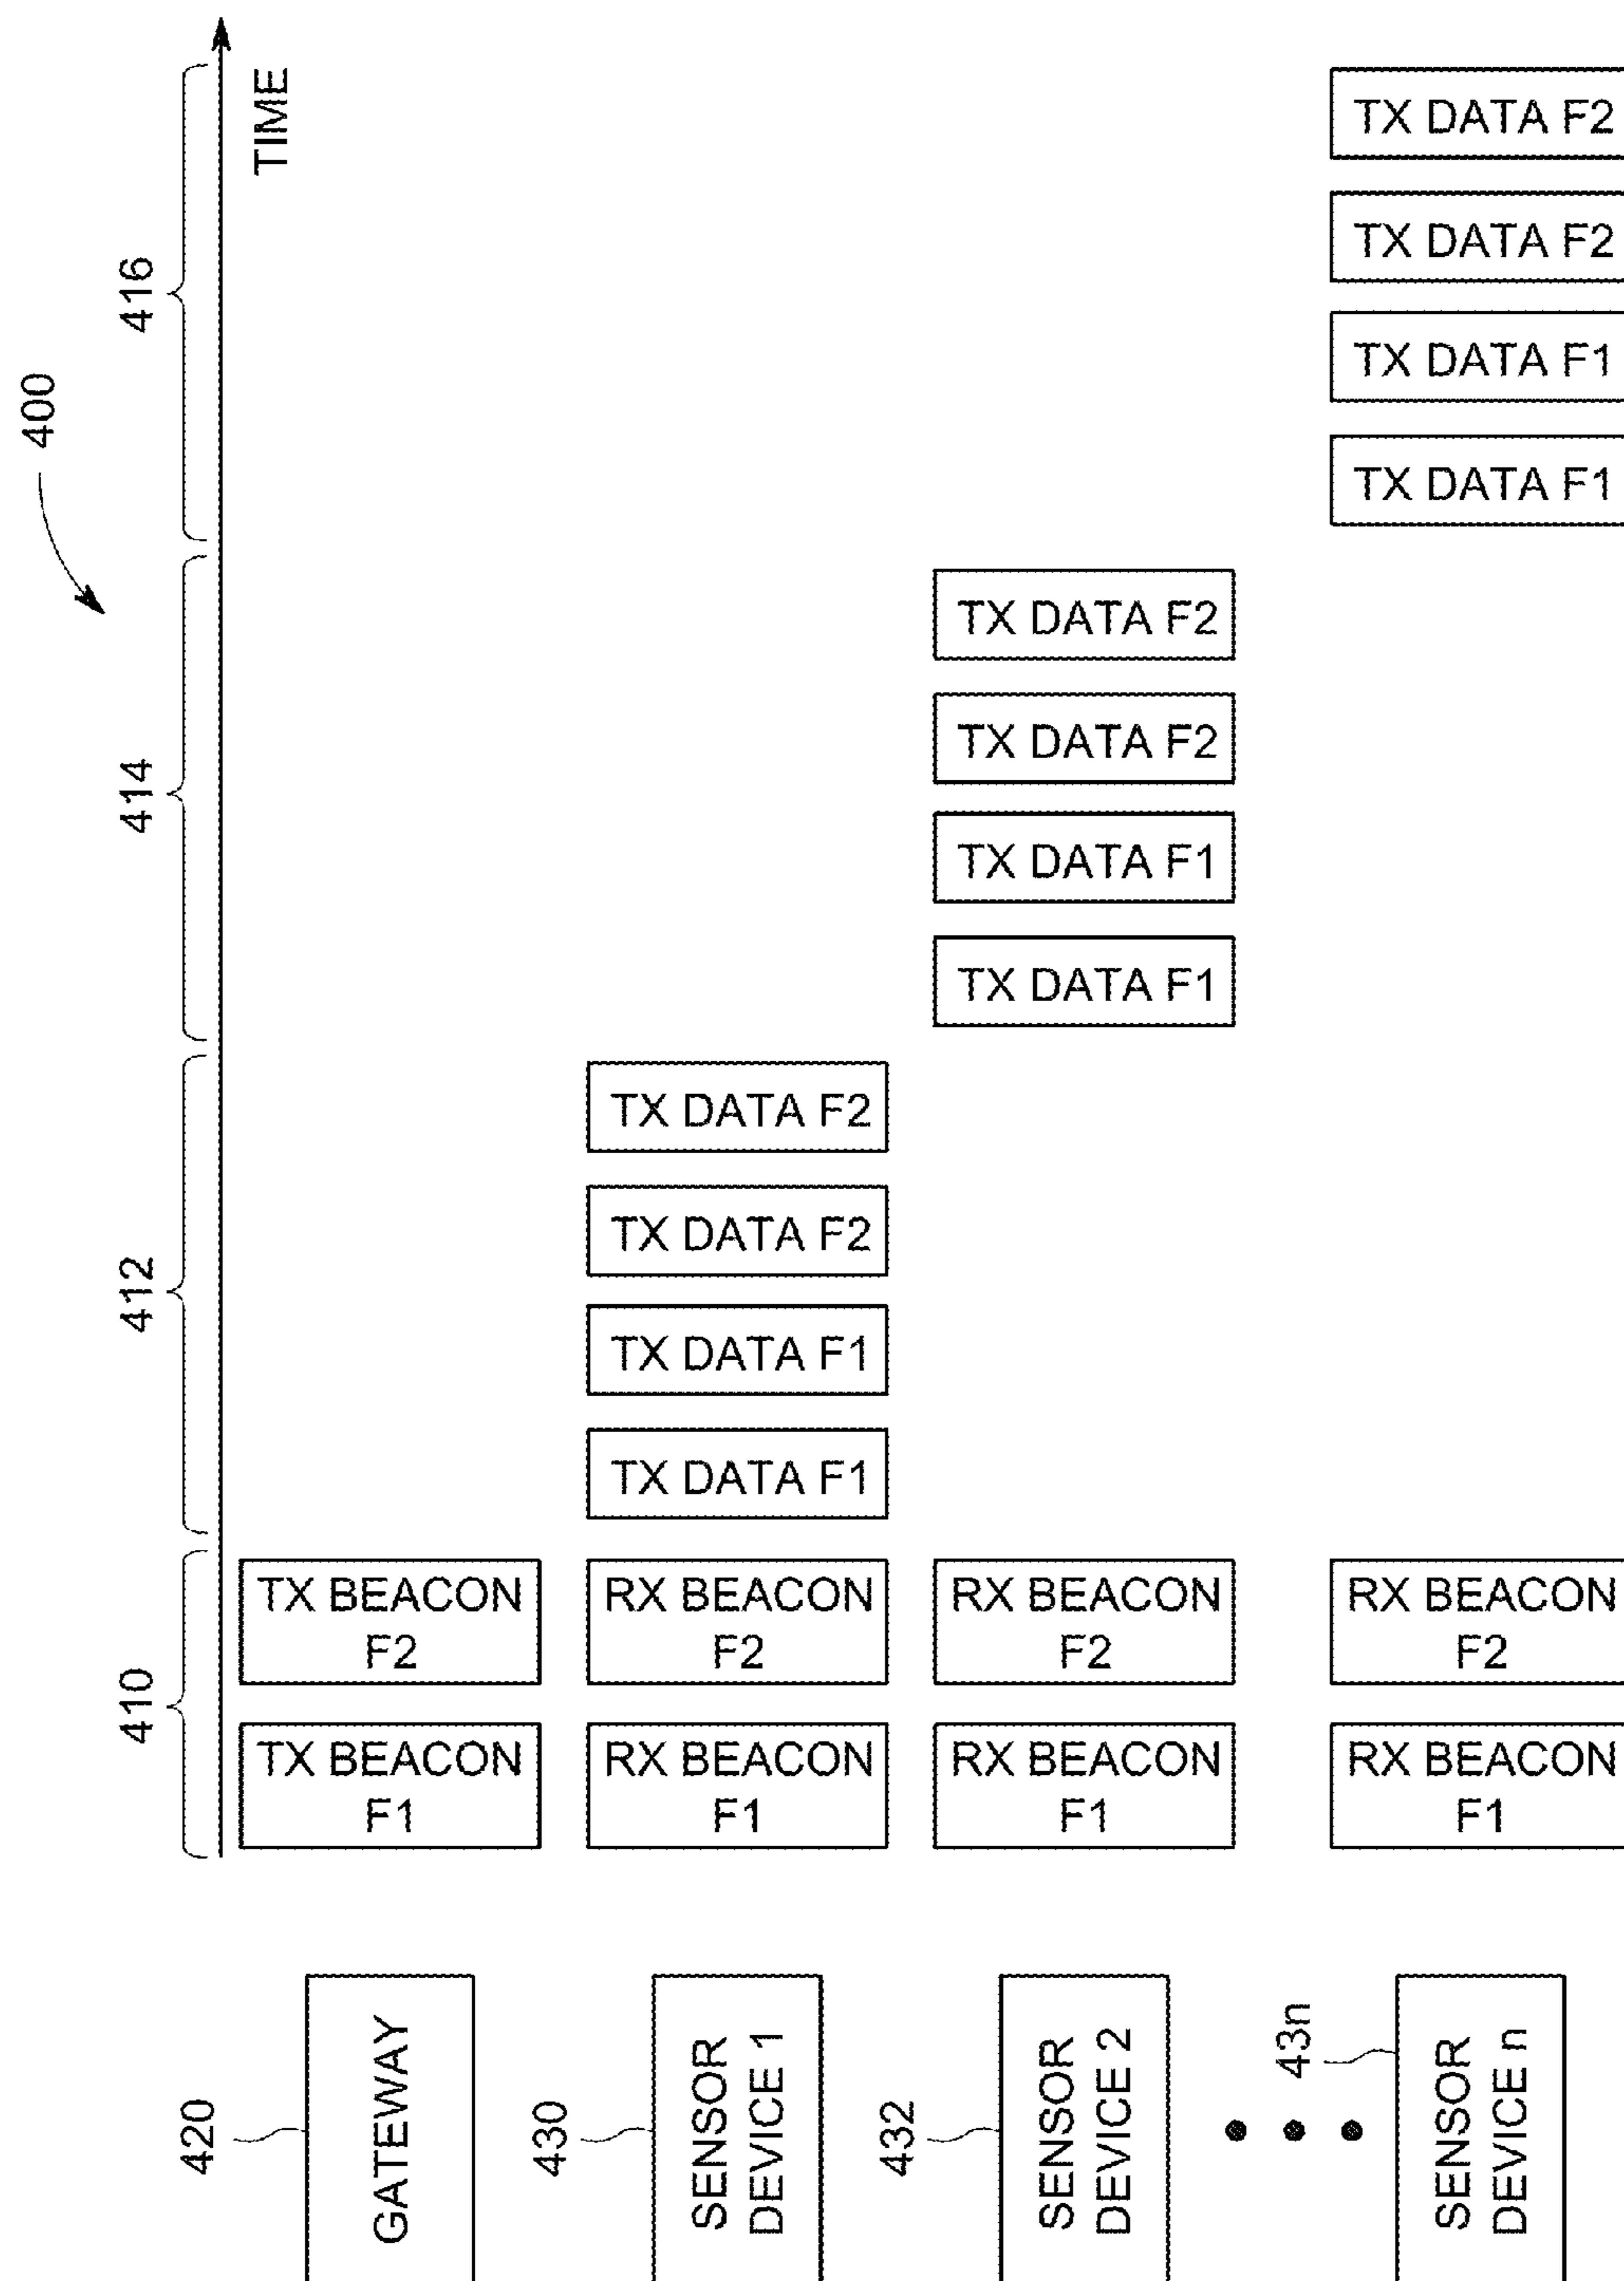 400
410
412
414
416
TIME
420
GATEWAY
TX BEACON
F1
TX BEACON
F2
430
SENSOR
DEVICE 1
RX BEACON
F1
RX BEACON
F2
TX DATA F1
TX DATA F1
TX DATA F2
TX DATA F2
432
SENSOR
DEVICE 2
RX BEACON
F1
RX BEACON
F2
TX DATA F1
TX DATA F1
TX DATA F2
TX DATA F2
43n
SENSOR
DEVICE n
RX BEACON
F1
RX BEACON
F2
TX DATA F1
TX DATA F1
TX DATA F2
TX DATA F2